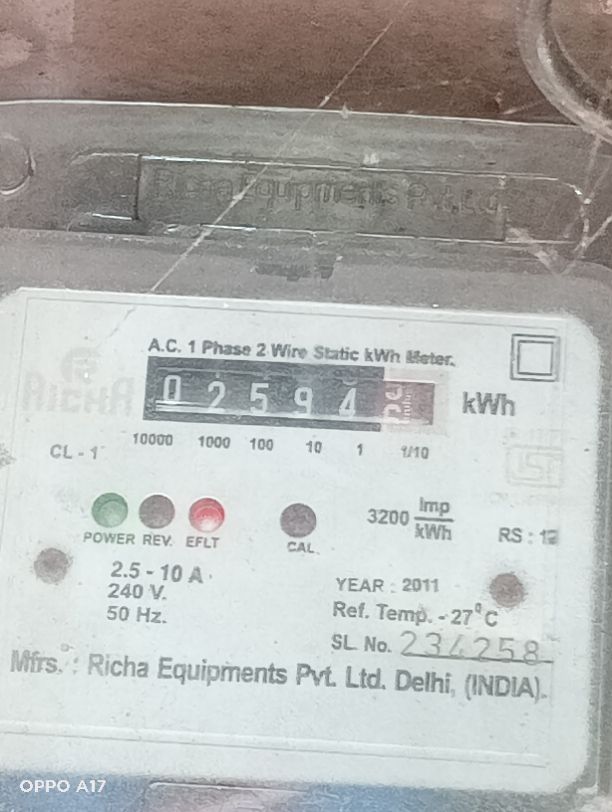 Richa Equipments Pvt. Ltd.
A.C. 1 Phase 2 Wire Static kWh Meter.
RICHA
0 2 5 9 4 kWh
CL - 1 10000 1000 100 10 1 1/10
3200 Imp/kWh
POWER REV. EFLT CAL. RS : 12
2.5 - 10 A
240 V.
50 Hz.
YEAR : 2011
Ref. Temp. - 27°C
SL. No. 234258
Mfrs. : Richa Equipments Pvt. Ltd. Delhi, (INDIA).
OPPO A17